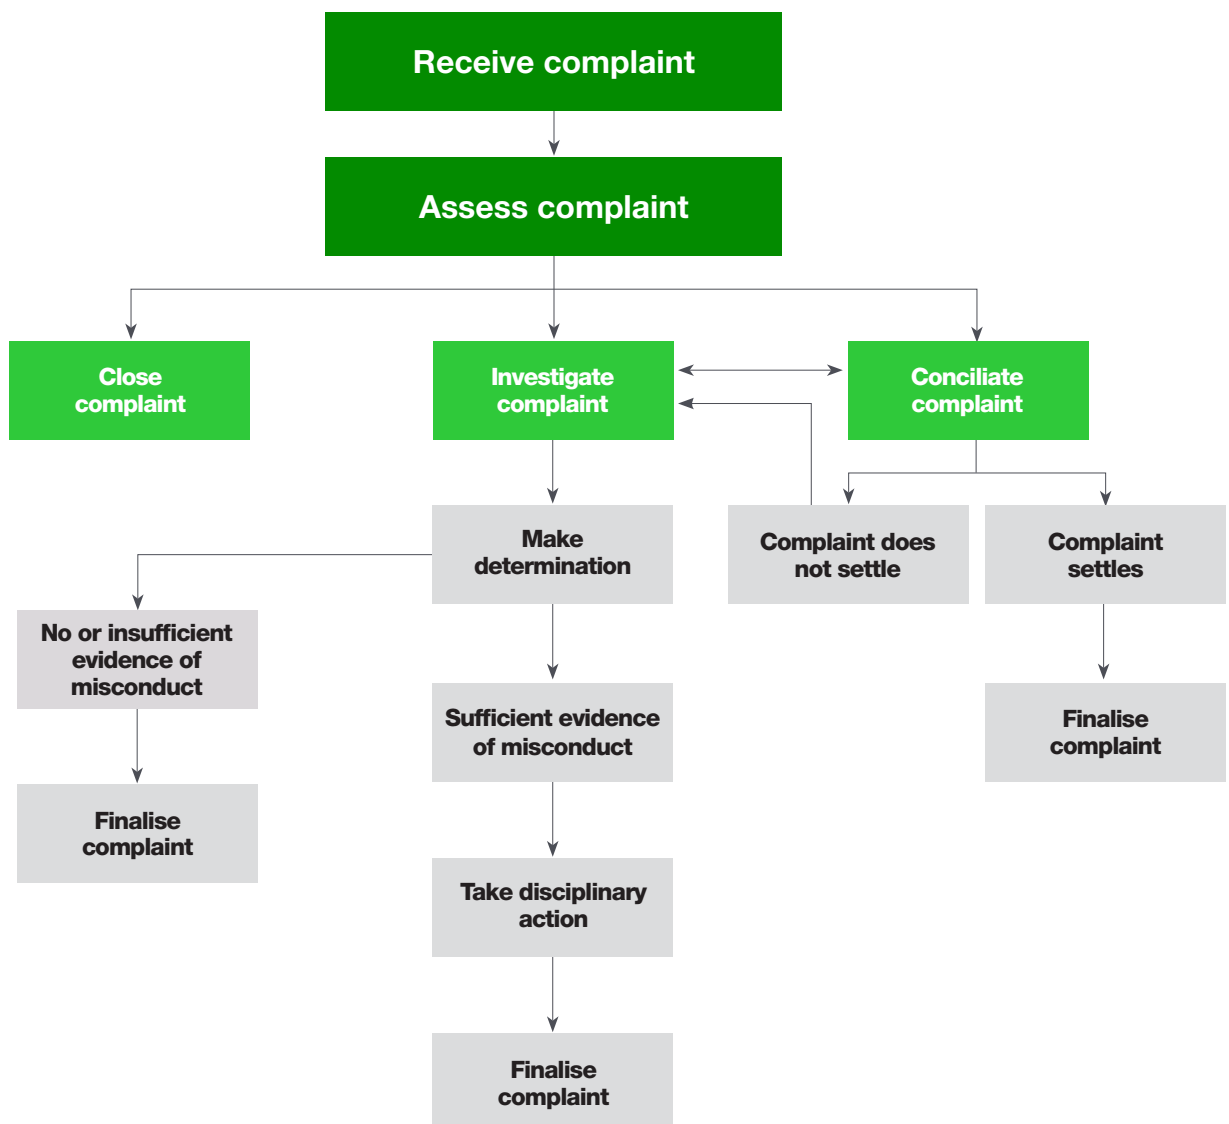 Receive complaint
Assess complaint
Close
complaint
Investigate
complaint
Conciliate
complaint
Make
determination
Complaint does
not settle
Complaint
settles
No or insufficient
evidence of
misconduct
Sufficient evidence
of misconduct
Finalise
complaint
Finalise
complaint
Take disciplinary
action
Finalise
complaint